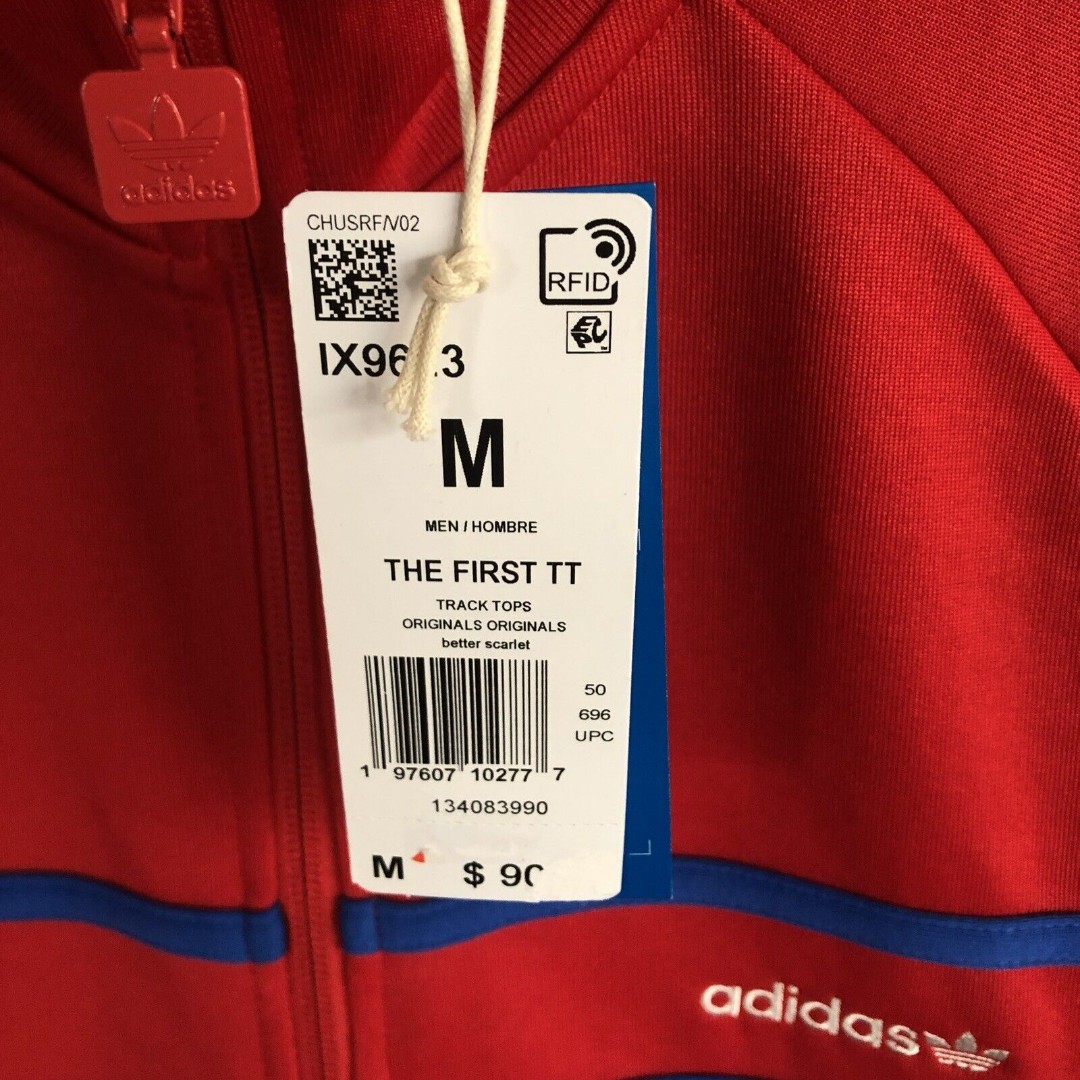 adidas
CHUSRF/V02
RFID
M
MEN / HOMBRE
THE FIRST TT
TRACK TOPS
ORIGINALS ORIGINALS
better scarlet
50
696
UPC
1 97607 10277 7
134083990
M
adidas